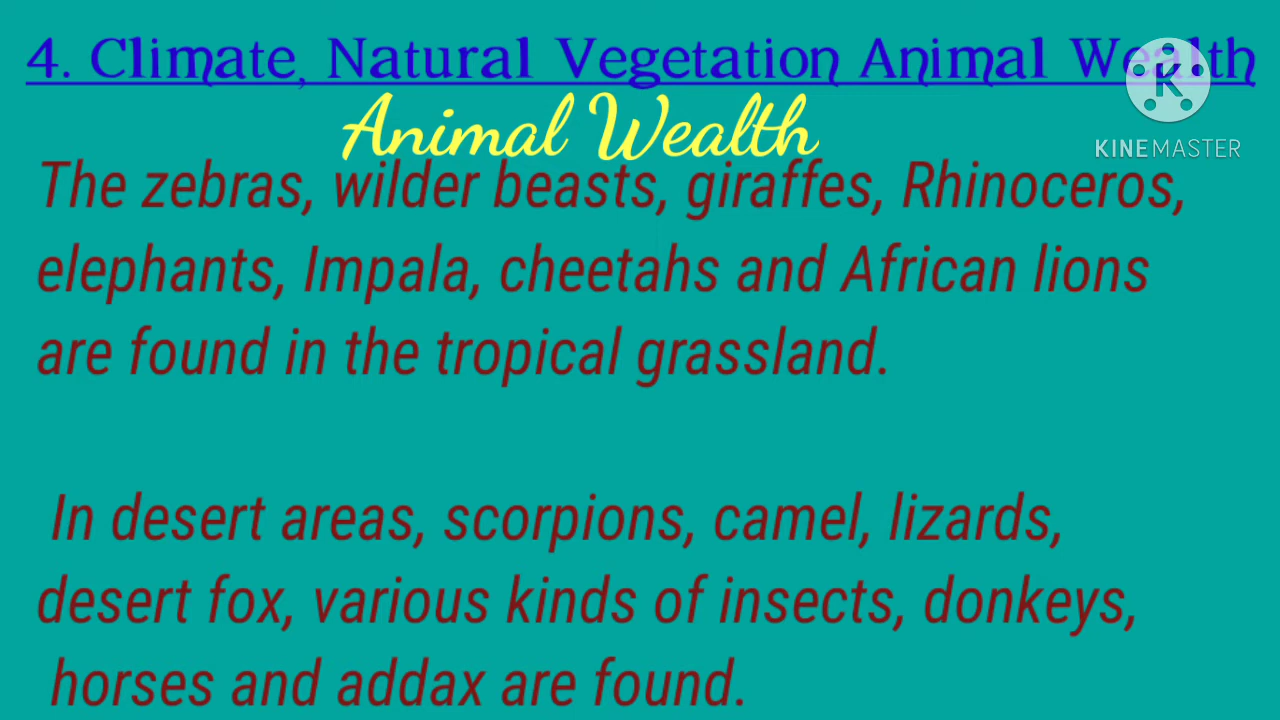 4. Climate, Natural Vegetation Animal Wealth
Animal Wealth
KINEMASTER
The zebras, wilder beasts, giraffes, Rhinoceros,
elephants, Impala, cheetahs and African lions
are found in the tropical grassland.
In desert areas, scorpions, camel, lizards,
desert fox, various kinds of insects, donkeys,
horses and addax are found.